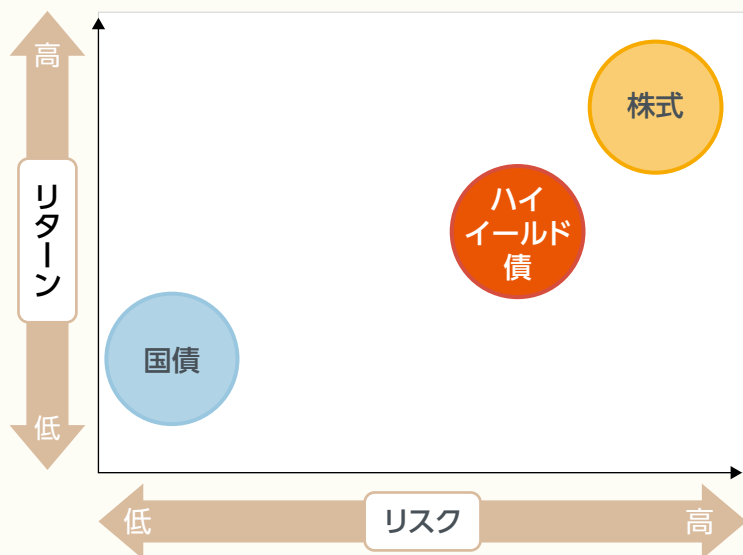 高
リターン
低
株式
ハイ
イールド
債
国債
低
リスク
高